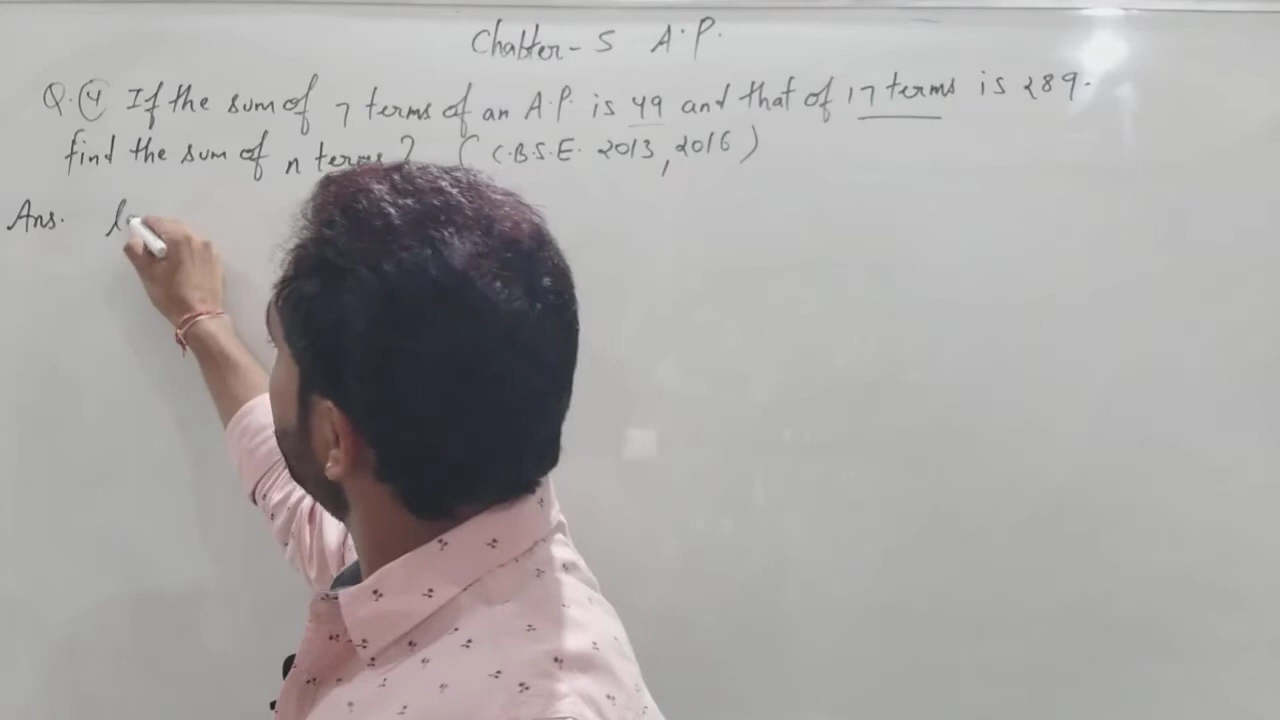 Chabter - 5 A.P.
Q. 4 If the sum of 7 terms of an A.P. is 49 and that of 17 terms is 289.
find the sum of n terms? (C.B.S.E. 2013, 2016)
Ans.